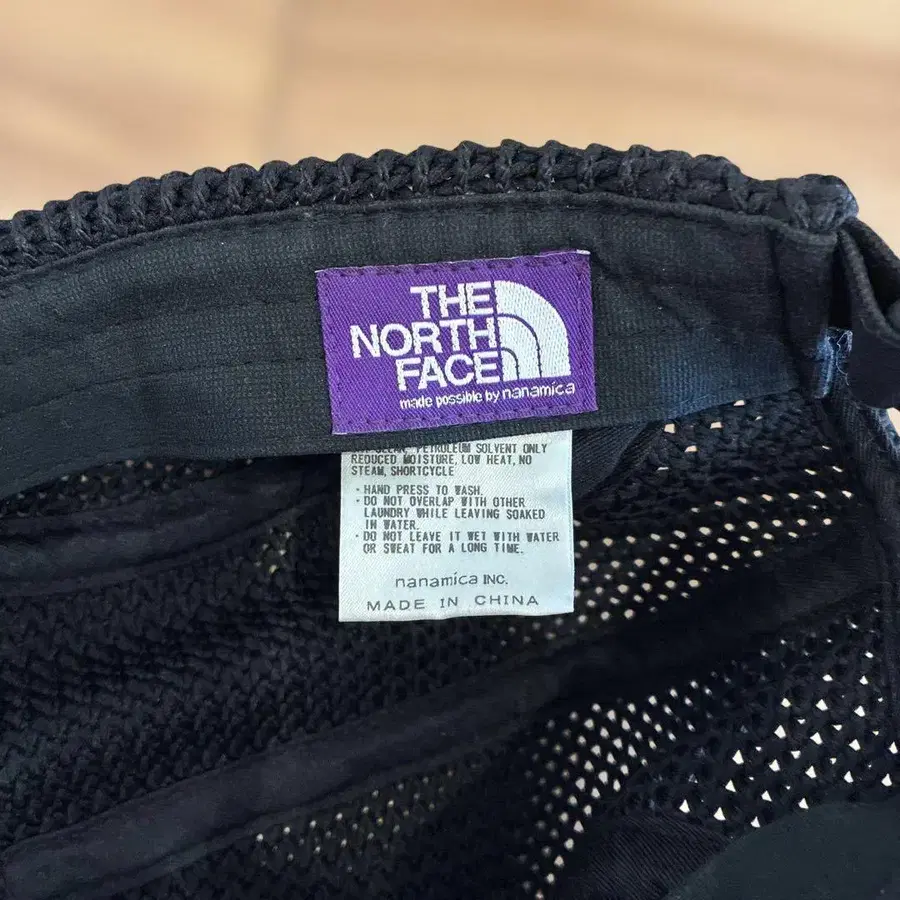 THE
NORTH
FACE
made possible by nanamica
PETROLEUM SOLVENT ONLY
REDUCED MOISTURE, LOW HEAT, NO
STEAM, SHORTCYCLE
・HAND PRESS TO WASH.
・DO NOT OVERLAP WITH OTHER
LAUNDRY WHILE LEAVING SOAKED
IN WATER.
・DO NOT LEAVE IT WET WITH WATER
OR SWEAT FOR A LONG TIME.
nanamica INC.
MADE IN CHINA